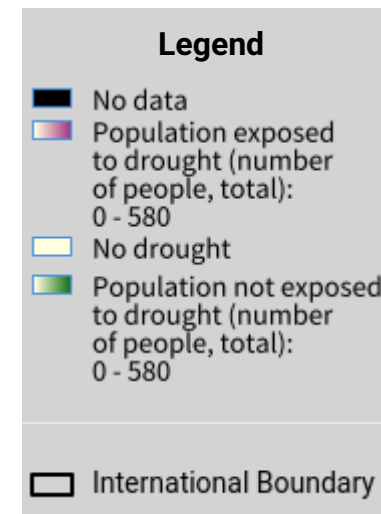 Legend
No data
Population exposed
to drought (number
of people, total):
0 - 580
No drought
Population not exposed
to drought (number
of people, total):
0 - 580
International Boundary